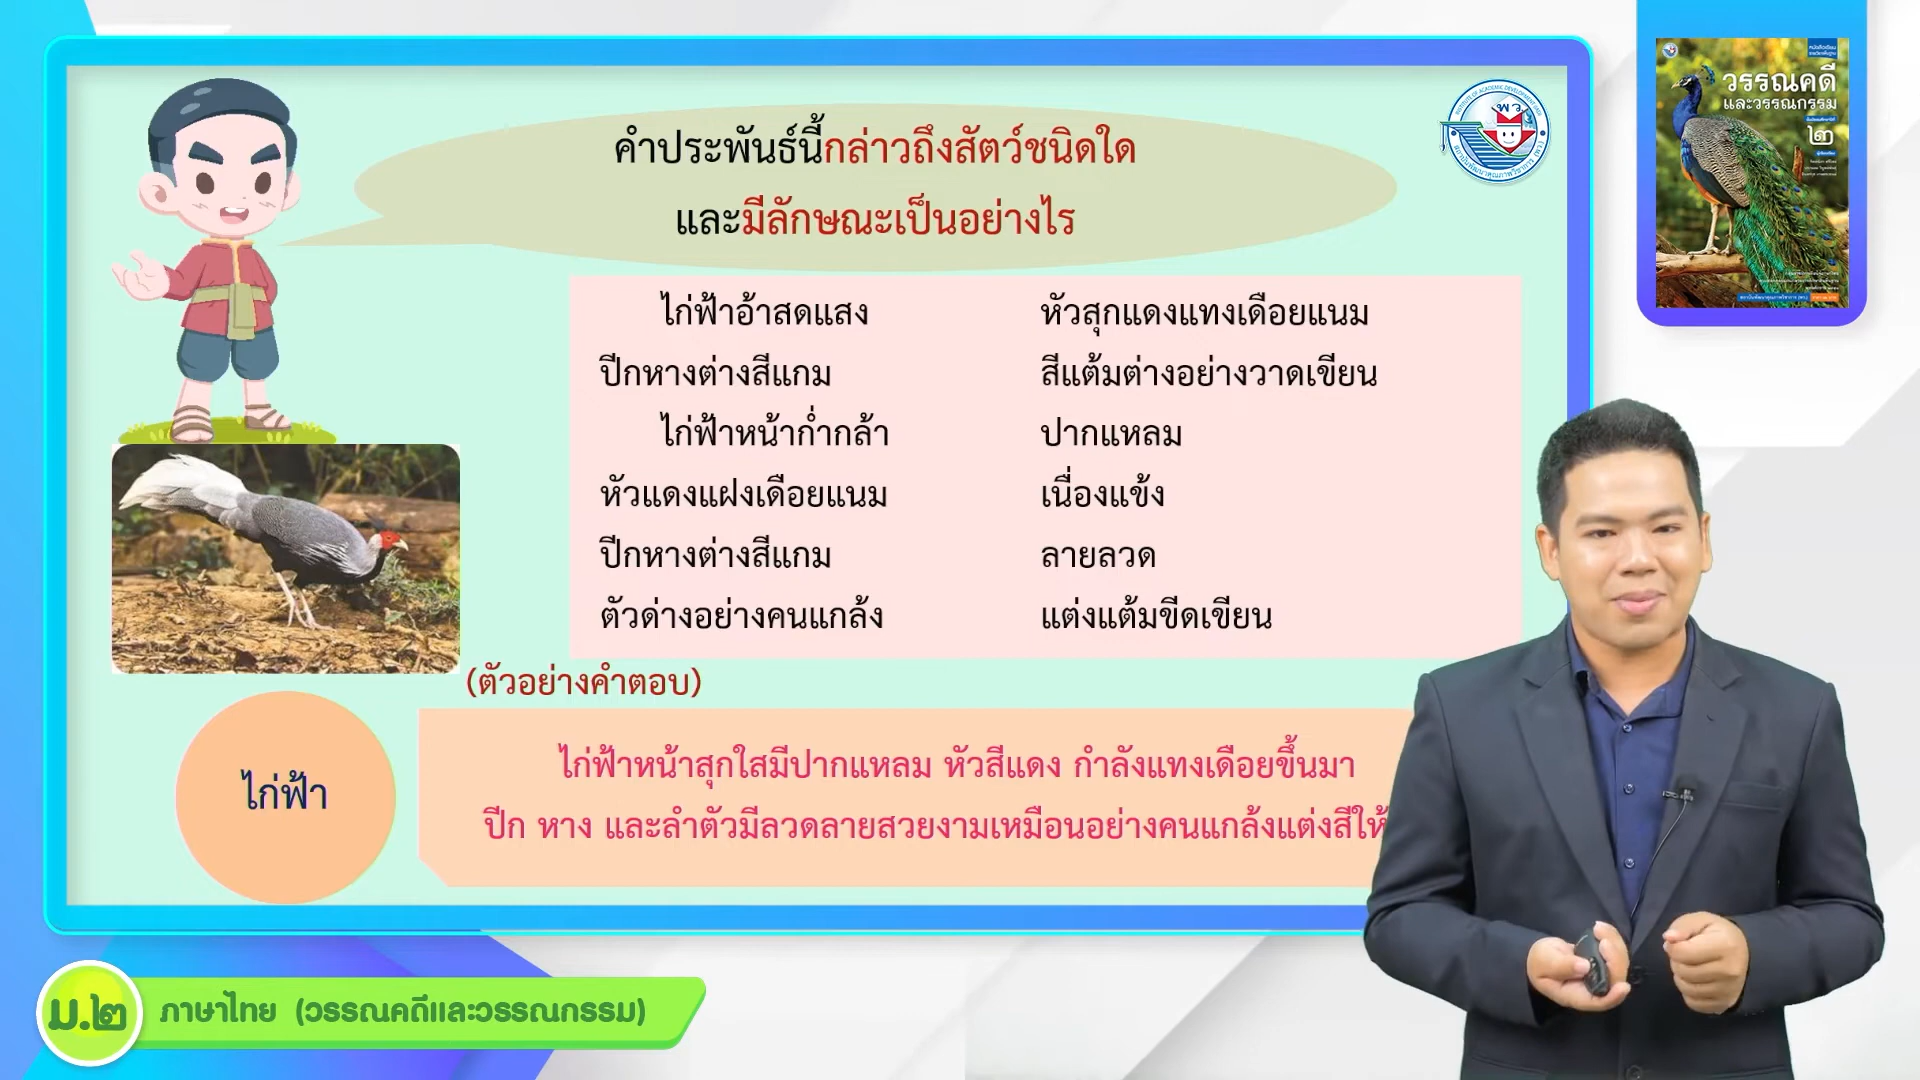 คำประพันธ์นี้กล่าวถึงสัตว์ชนิดใด
และมีลักษณะเป็นอย่างไร
ไก่ฟ้าอ้าสดแสง หัวสุกแดงแทงเดือยแนม
ปีกหางต่างสีแกม สีแต้มต่างอย่างวาดเขียน
ไก่ฟ้าหน้าก่ำกล้า ปากแหลม
หัวแดงแฝงเดือยแนม เนื่องแข้ง
ปีกหางต่างสีแกม ลายลวด
ตัวด่างอย่างคนแกล้ง แต่งแต้มขีดเขียน
(ตัวอย่างคำตอบ)
ไก่ฟ้า
ไก่ฟ้าหน้าสุกใสมีปากแหลม หัวสีแดง กำลังแทงเดือยขึ้นมา
ปีก หาง และลำตัวมีลวดลายสวยงามเหมือนอย่างคนแกล้งแต่งสีให้
ม.๒
ภาษาไทย (วรรณคดีและวรรณกรรม)
วรรณคดี
และวรรณกรรม
๒
พว.